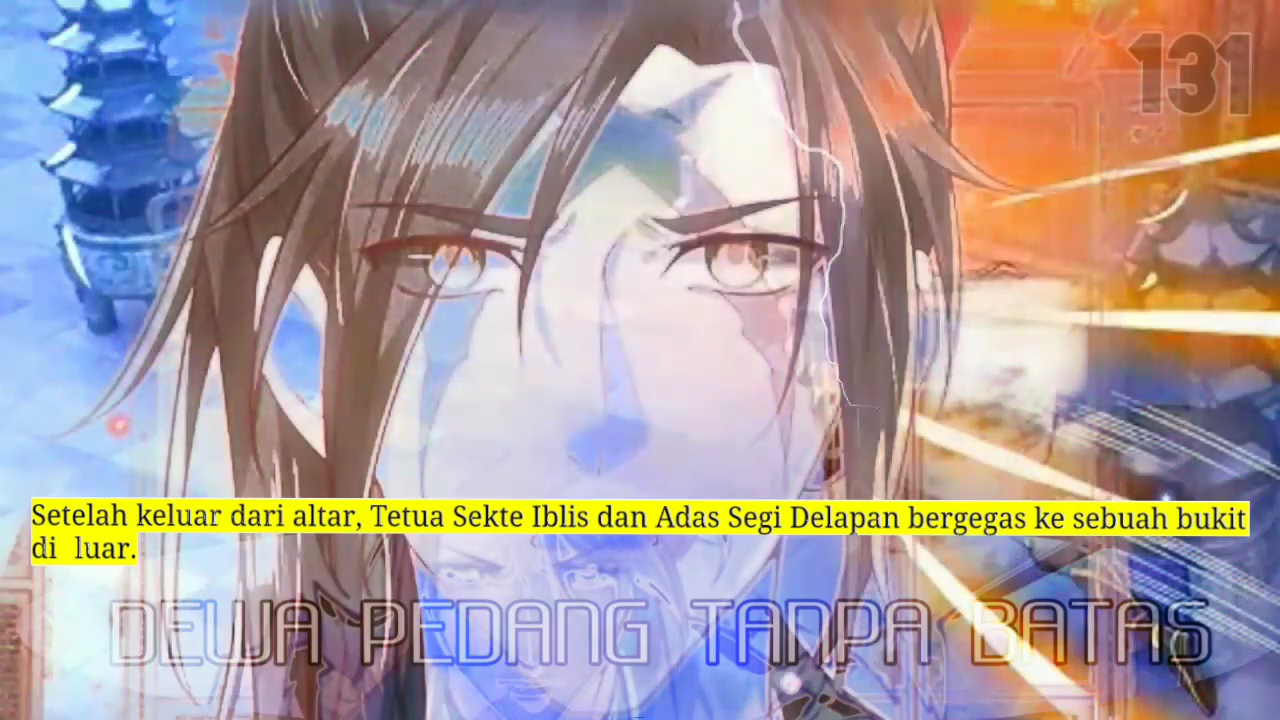 131
Setelah keluar dari altar, Tetua Sekte Iblis dan Adas Segi Delapan bergegas ke sebuah bukit
di luar.
DEWA PEDANG TANPA BATAS